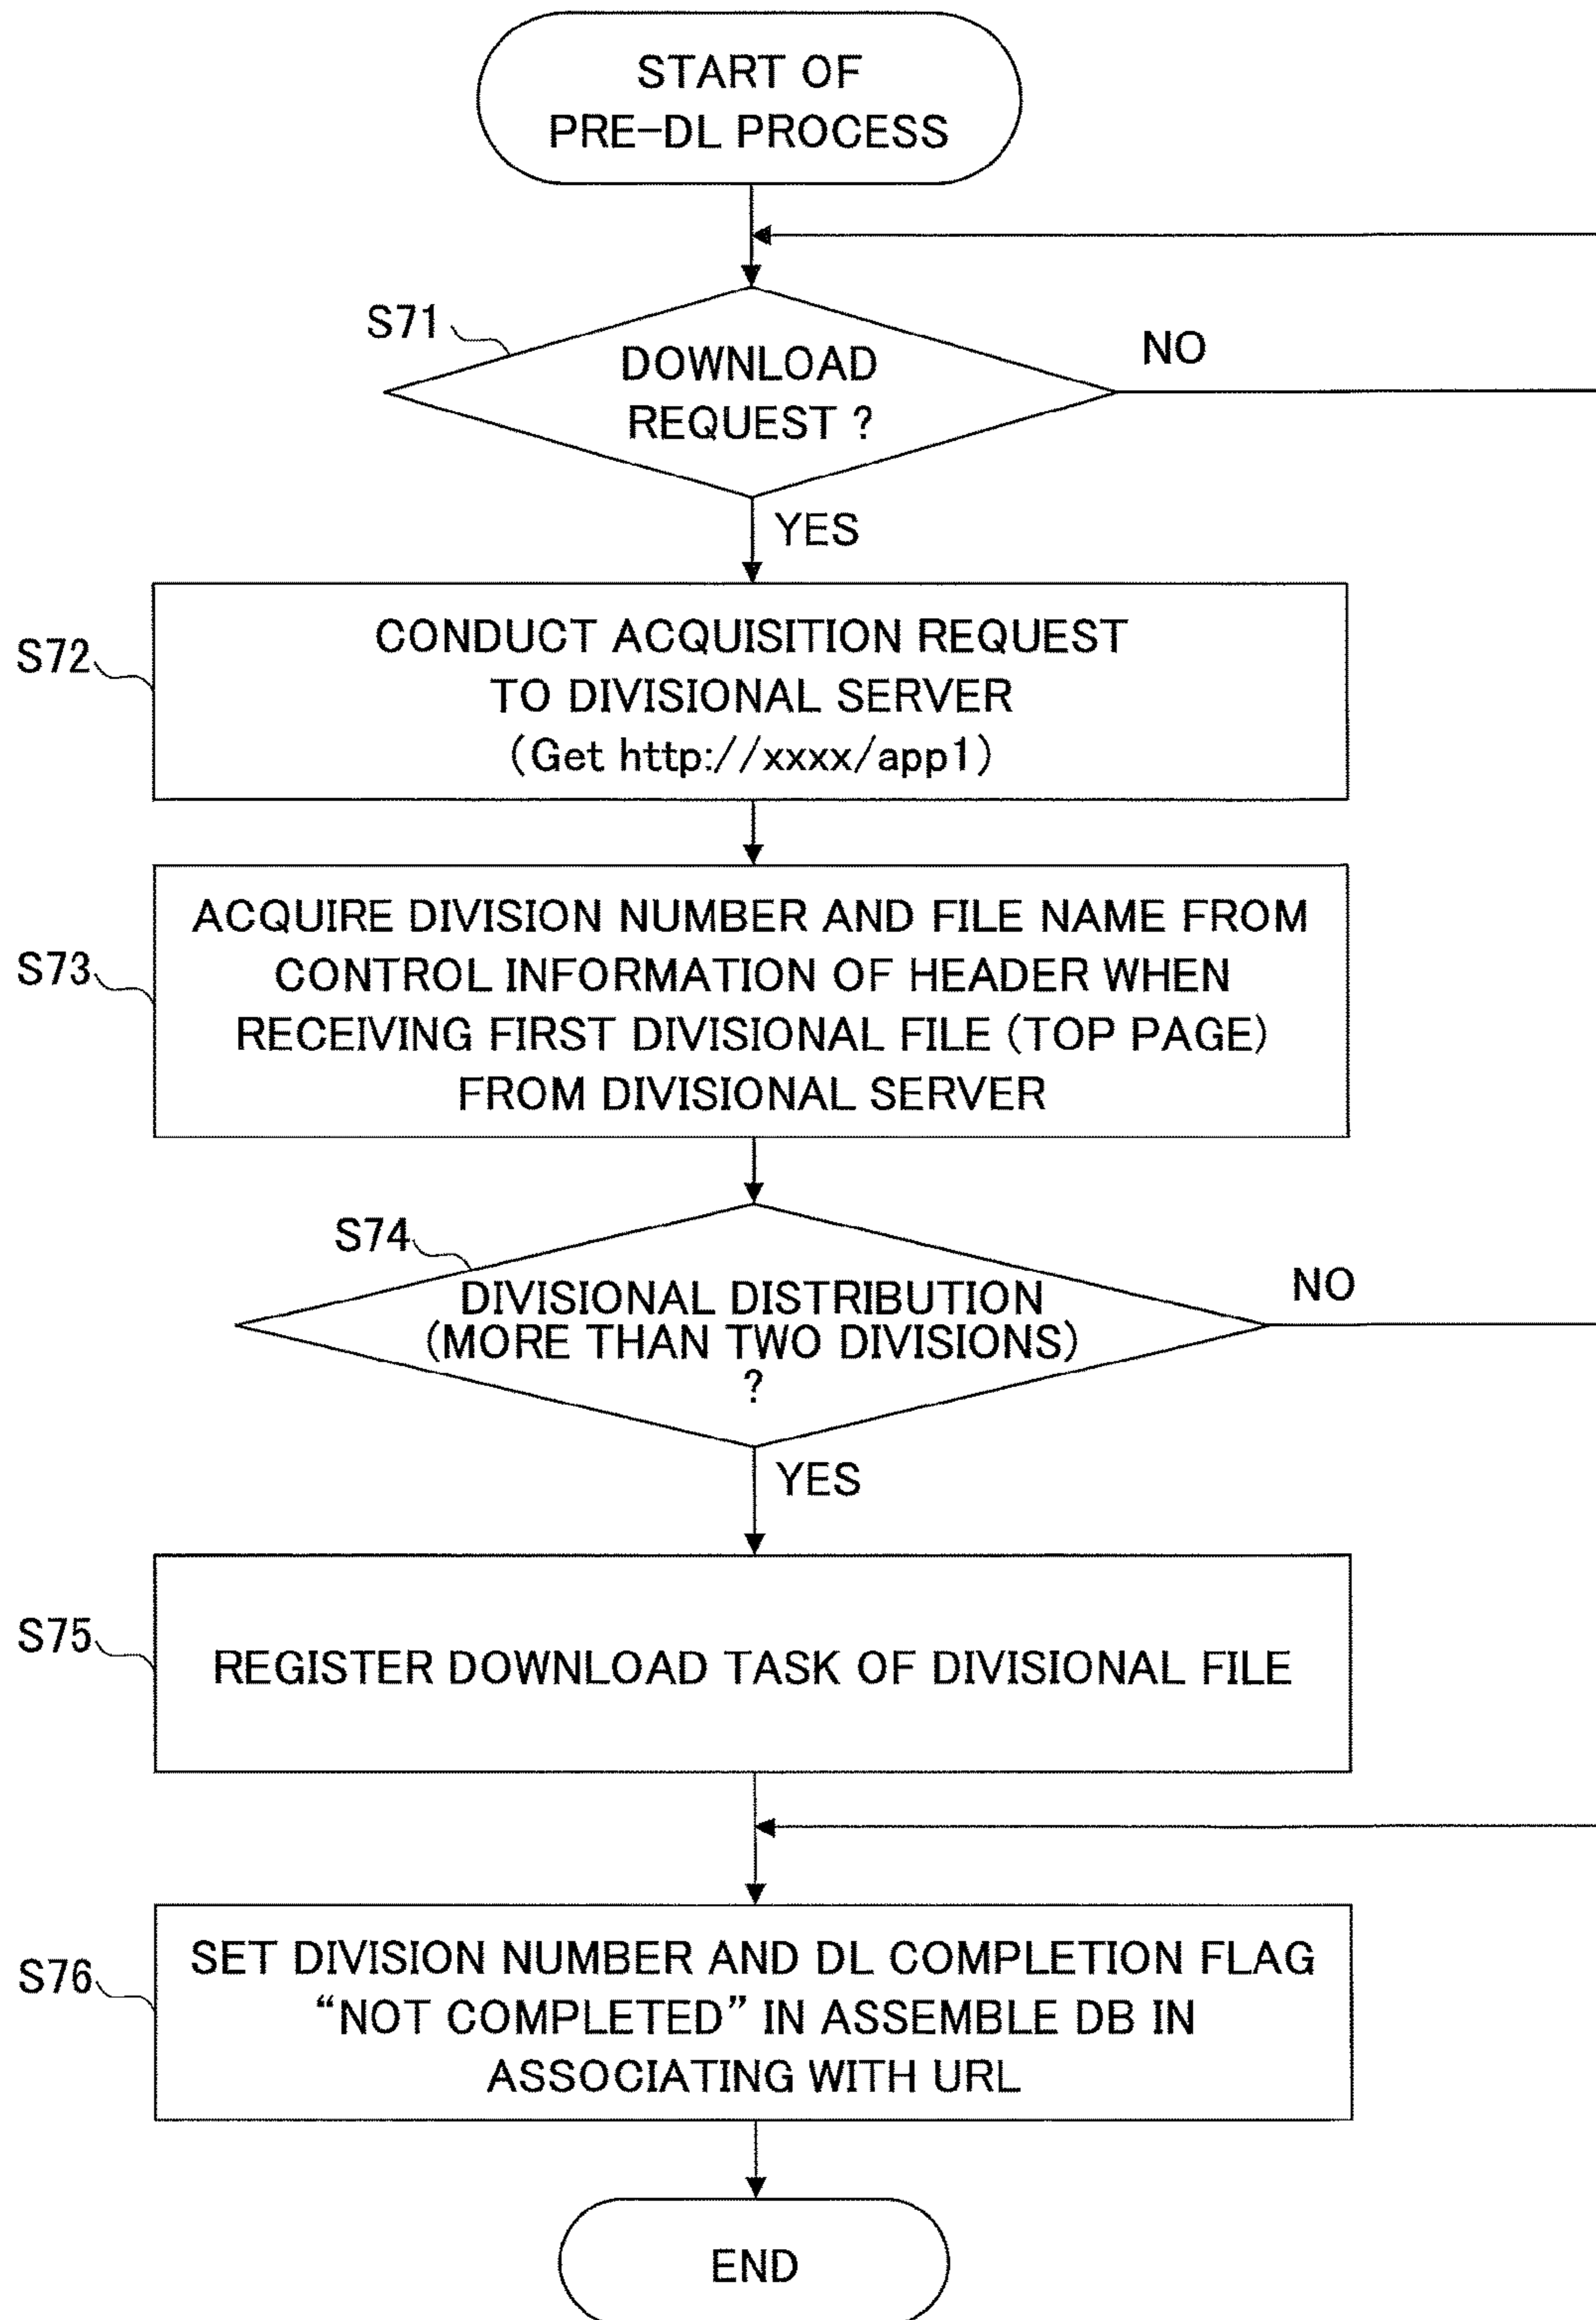 START OF
PRE-DL PROCESS
S71
DOWNLOAD
REQUEST ?
NO
YES
S72
CONDUCT ACQUISITION REQUEST
TO DIVISIONAL SERVER
(Get http://xxxx/app1)
S73
ACQUIRE DIVISION NUMBER AND FILE NAME FROM
CONTROL INFORMATION OF HEADER WHEN
RECEIVING FIRST DIVISIONAL FILE (TOP PAGE)
FROM DIVISIONAL SERVER
S74
DIVISIONAL DISTRIBUTION
(MORE THAN TWO DIVISIONS)
?
NO
YES
S75
REGISTER DOWNLOAD TASK OF DIVISIONAL FILE
S76
SET DIVISION NUMBER AND DL COMPLETION FLAG
“NOT COMPLETED” IN ASSEMBLE DB IN
ASSOCIATING WITH URL
END